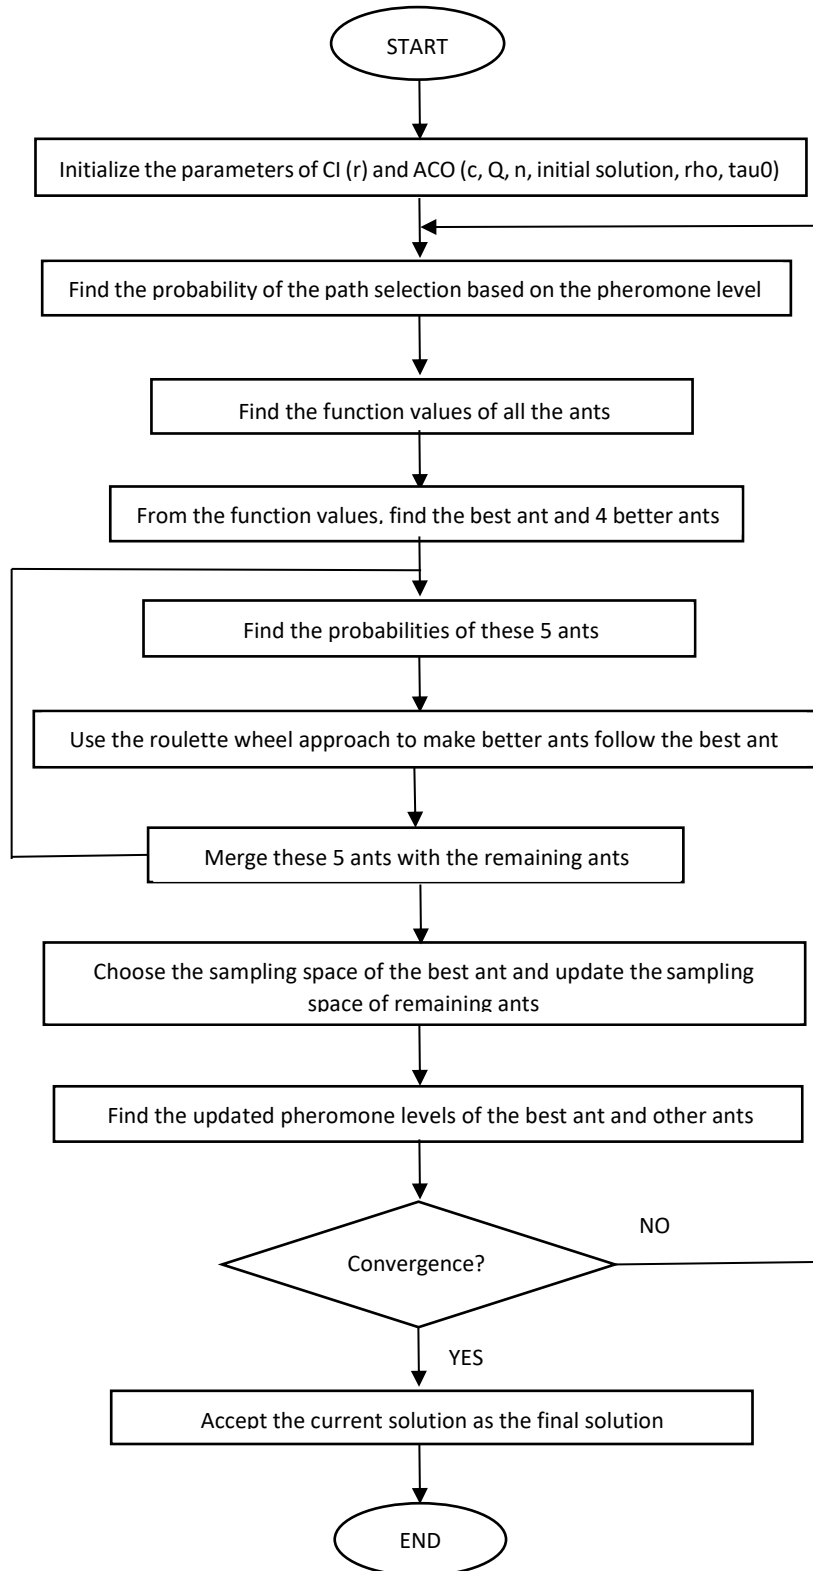 START
Initialize the parameters of CI (r) and ACO (c, Q, n, initial solution, rho, tau0)
Find the probability of the path selection based on the pheromone level
Find the function values of all the ants
From the function values, find the best ant and 4 better ants
Find the probabilities of these 5 ants
Use the roulette wheel approach to make better ants follow the best ant
Merge these 5 ants with the remaining ants
Choose the sampling space of the best ant and update the sampling
space of remaining ants
Find the updated pheromone levels of the best ant and other ants
NO
Convergence?
YES
Accept the current solution as the final solution
END